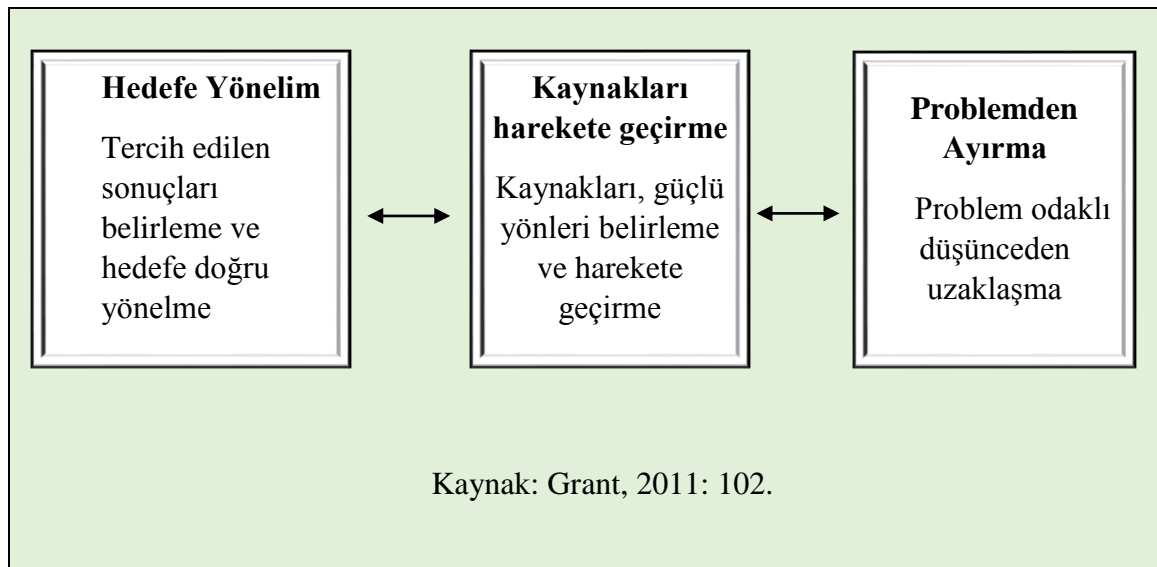 Hedefe Yönelim
Tercih edilen
sonuçları
belirleme ve
hedefe doğru
yönelme
Kaynakları
harekete geçirme
Kaynakları, güçlü
yönleri belirleme
ve harekete
geçirme
Problemden
Ayırma
Problem odaklı
düşünceden
uzaklaşma
Kaynak: Grant, 2011: 102.